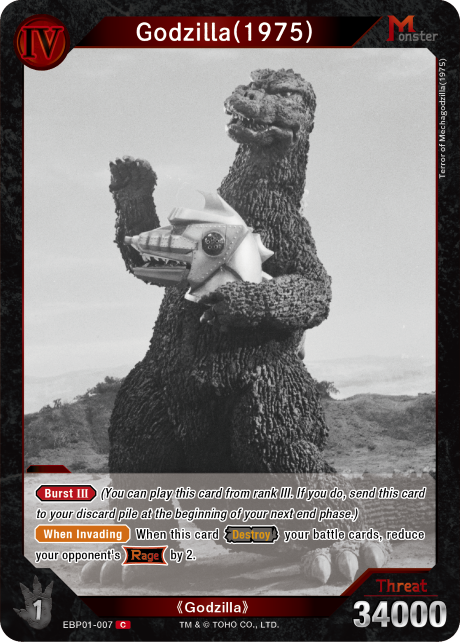 IV
Godzilla(1975)
Monster
Terror of Mechagodzilla(1975)
Burst III (You can play this card from rank III. If you do, send this card
to your discard pile at the beginning of your next end phase.)
When Invading When this card Destroy your battle cards, reduce
your opponent's Rage by 2.
Threat
1
EBP01-007 C
《Godzilla》
TM & © TOHO CO., LTD.
34000